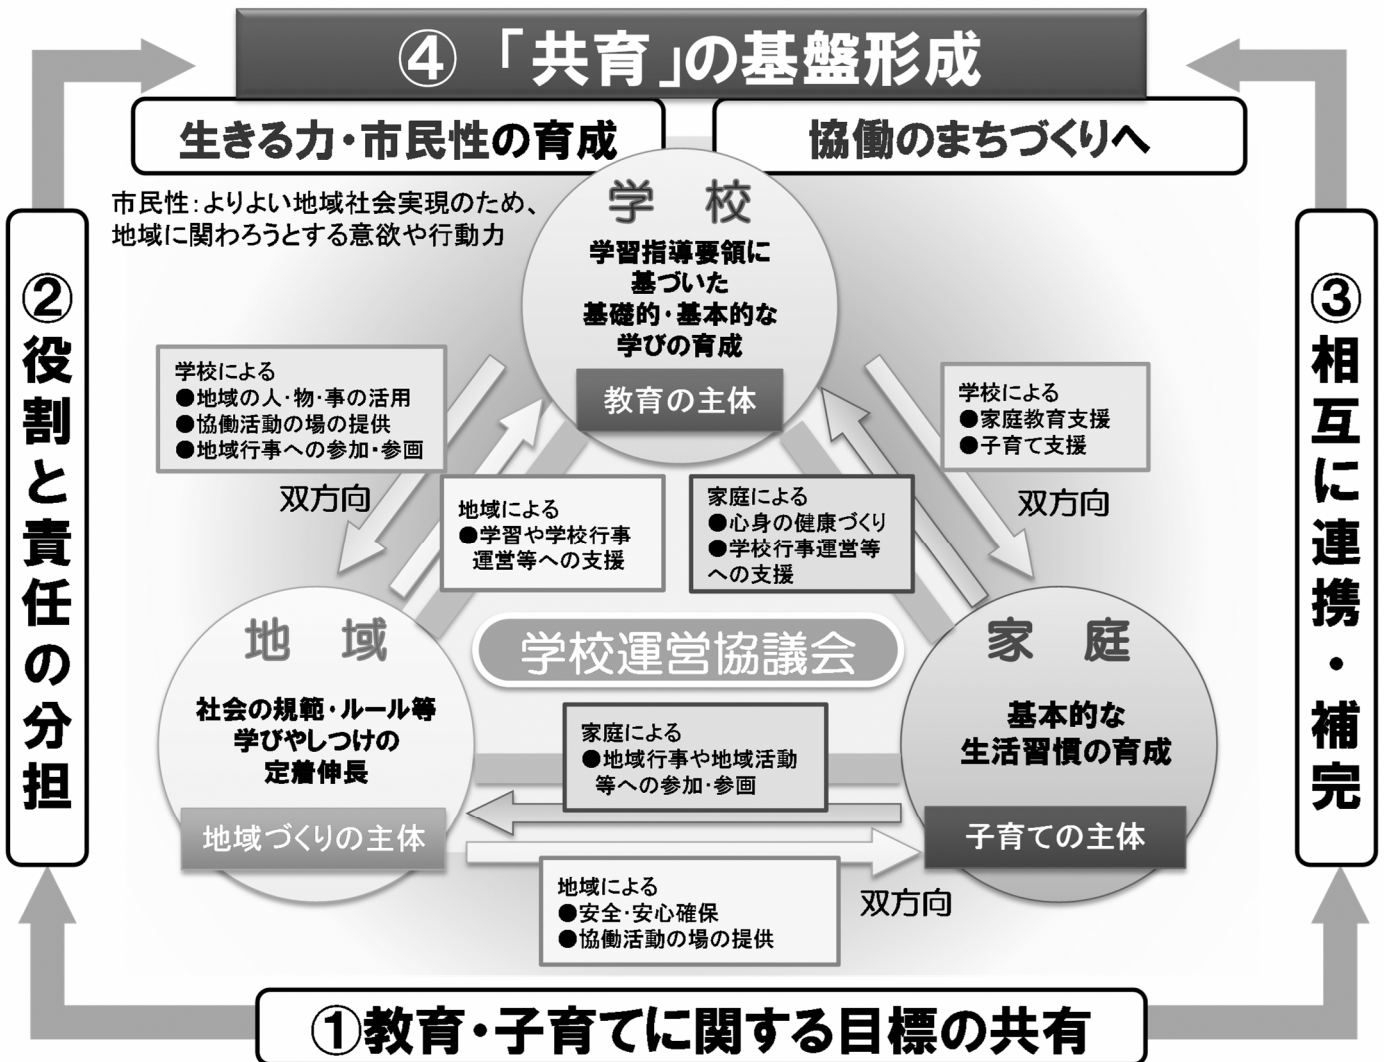 ④「共育」の基盤形成
生きる力・市民性の育成
協働のまちづくりへ
市民性：よりよい地域社会実現のため、
地域に関わろうとする意欲や行動力
学　校
学習指導要領に
基づいた
基礎的・基本的な
学びの育成
教育の主体
②役割と責任の分担
③相互に連携・補完
学校による
●地域の人・物・事の活用
●協働活動の場の提供
●地域行事への参加・参画
双方向
学校による
●家庭教育支援
●子育て支援
双方向
地域による
●学習や学校行事
運営等への支援
家庭による
●心身の健康づくり
●学校行事運営等
への支援
学校運営協議会
地　域
社会の規範・ルール等
学びやしつけの
定着伸長
地域づくりの主体
家　庭
基本的な
生活習慣の育成
子育ての主体
家庭による
●地域行事や地域活動
等への参加・参画
地域による
●安全・安心確保
●協働活動の場の提供
双方向
①教育・子育てに関する目標の共有